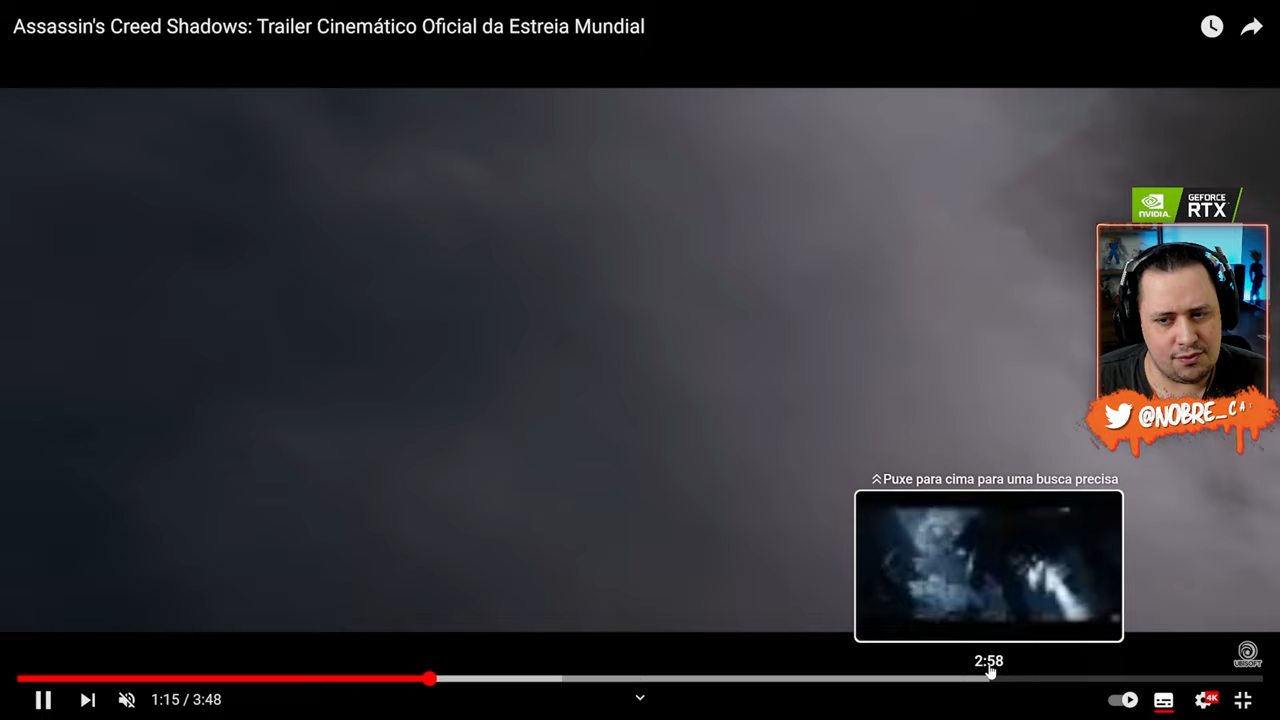 Assassin's Creed Shadows: Trailer Cinemático Oficial da Estreia Mundial
NVIDIA.
GEFORCE
RTX
@NOBRE_CA
Puxe para cima para uma busca precisa
2:58
UBISOFT
1:15 / 3:48
4K